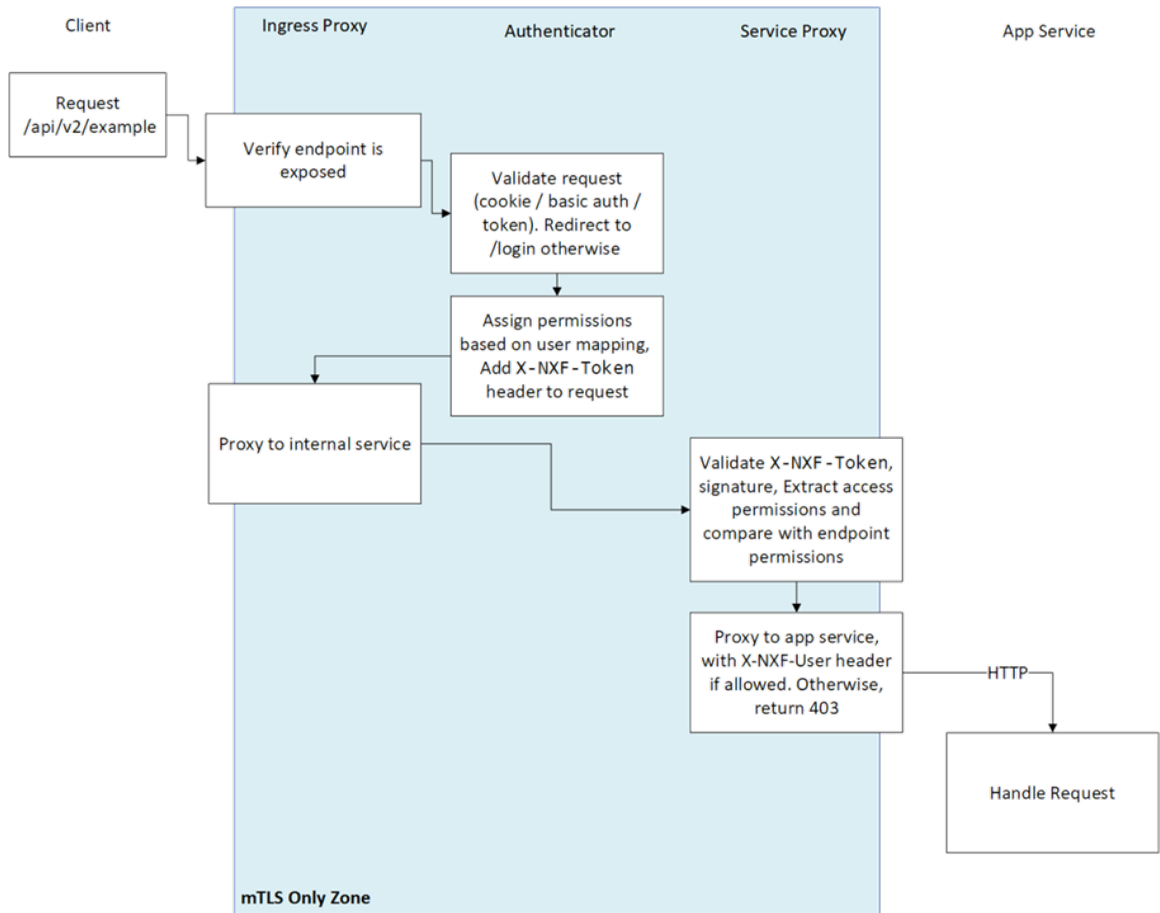 Client
Ingress Proxy
Authenticator
Service Proxy
App Service
Request
/api/v2/example
Verify endpoint is
exposed
Validate request
(cookie / basic auth /
token). Redirect to
/login otherwise
Assign permissions
based on user mapping,
Add X-NXF-Token
header to request
Proxy to internal service
Validate X-NXF-Token,
signature, Extract access
permissions and
compare with endpoint
permissions
Proxy to app service,
with X-NXF-User header
if allowed. Otherwise,
return 403
HTTP
Handle Request
mTLS Only Zone